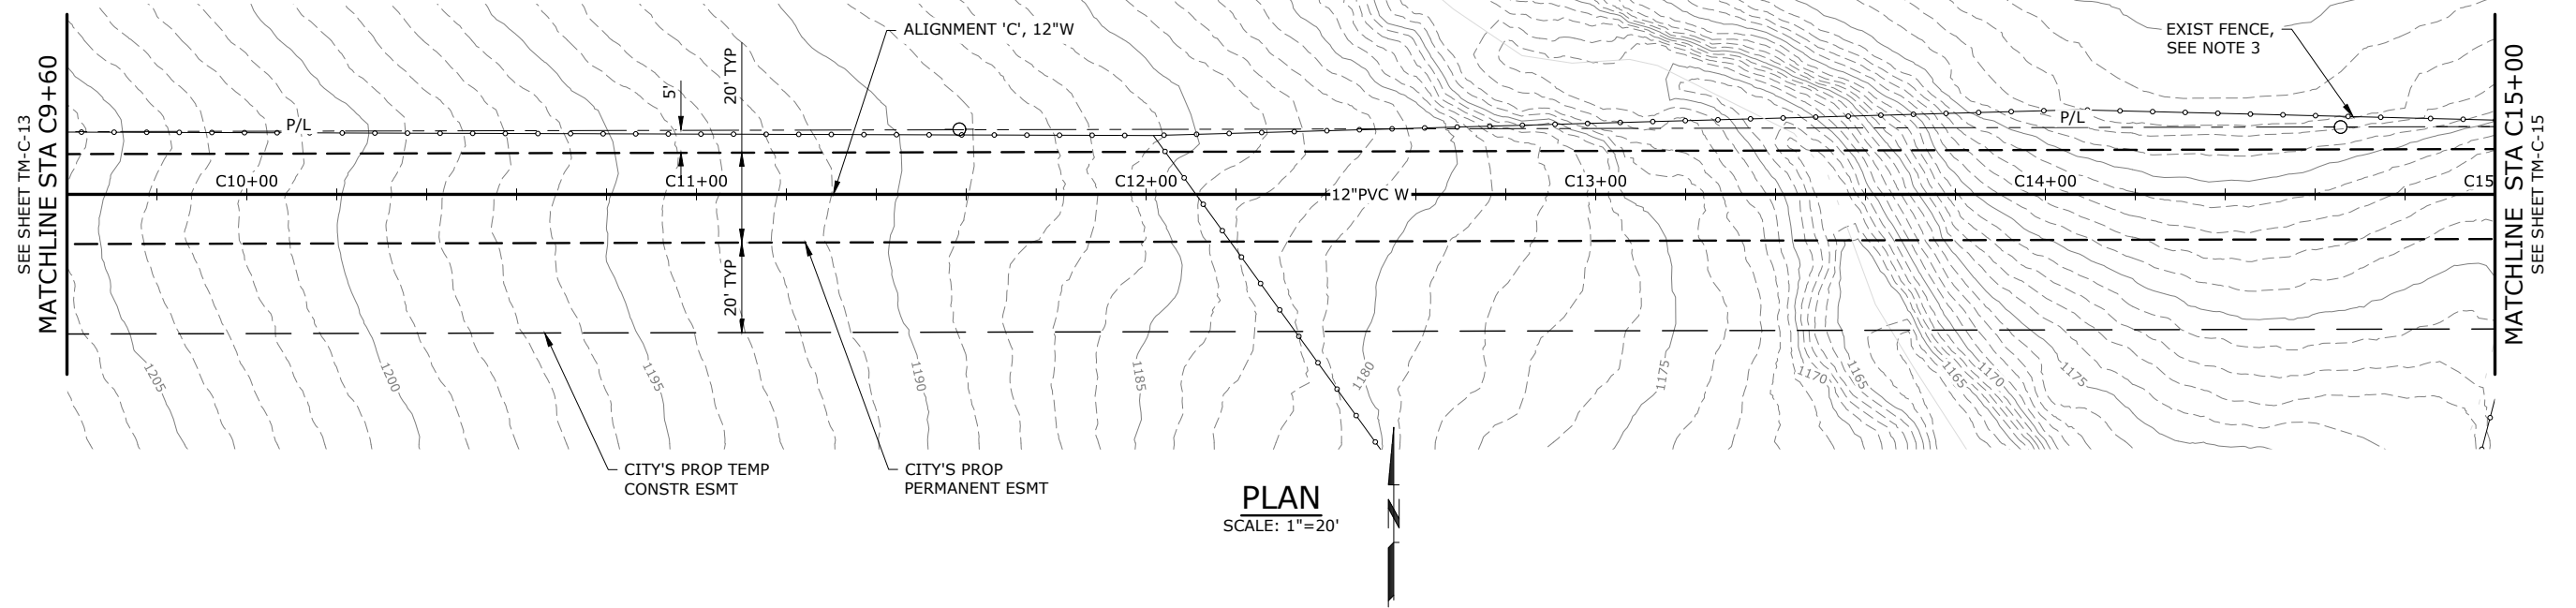 ALIGNMENT 'C', 12"W
EXIST FENCE,
SEE NOTE 3
SEE SHEET TM-C-13
MATCHLINE STA C9+60
5'
20' TYP
P/L
P/L
C10+00
C11+00
C12+00
C13+00
C14+00
C15
12"PVC W
20' TYP
MATCHLINE STA C15+00
SEE SHEET TM-C-15
1205
1200
1195
1190
1185
1180
1175
1170
1165
1165
1170
1175
CITY'S PROP TEMP
CONSTR ESMT
CITY'S PROP
PERMANENT ESMT
PLAN
SCALE: 1"=20'
N